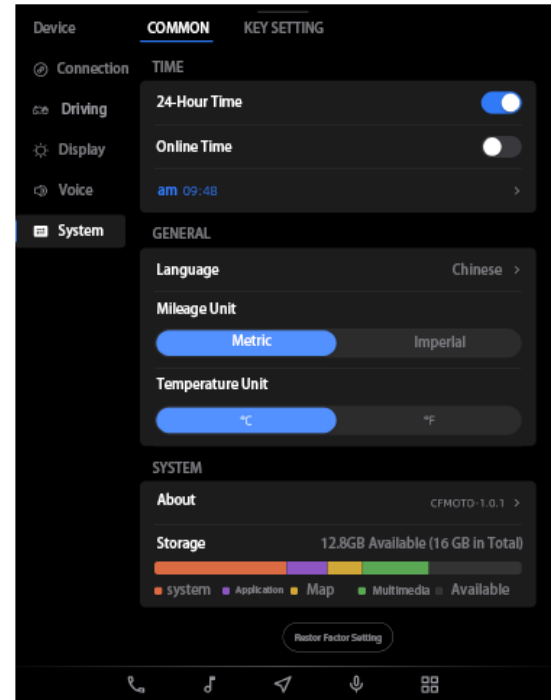 Device
COMMON KEY SETTING
Connection
TIME
24-Hour Time
Driving
Online Time
Display
Voice
am 09:48 >
System
GENERAL
Language Chinese >
Mileage Unit
Metric Imperial
Temperature Unit
°C °F
SYSTEM
About CFMOTO-1.0.1 >
Storage 12.8GB Available (16 GB in Total)
system Application Map Multimedia Available
Restor Factor Setting